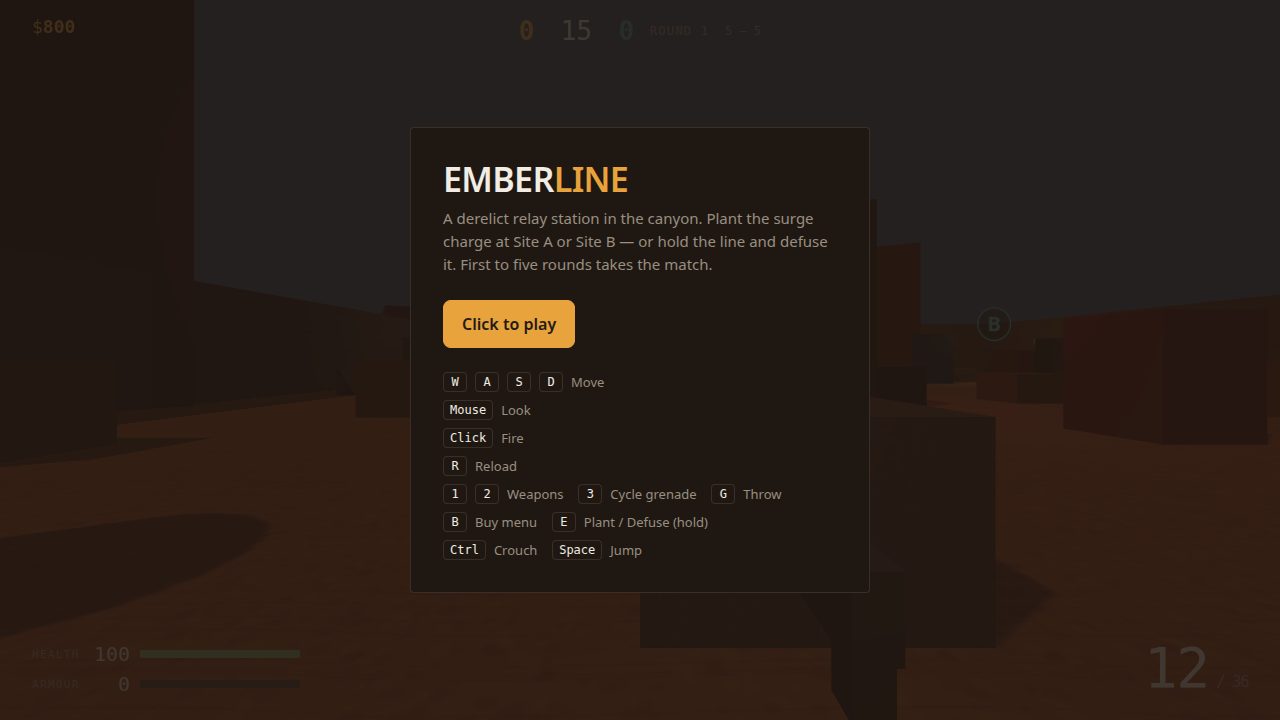 $800
0 15 0 ROUND 1 5 — 5
EMBERLINE
A derelict relay station in the canyon. Plant the surge
charge at Site A or Site B — or hold the line and defuse
it. First to five rounds takes the match.
B
Click to play
W A S D Move
Mouse Look
Click Fire
R Reload
1 2 Weapons 3 Cycle grenade G Throw
B Buy menu E Plant / Defuse (hold)
Ctrl Crouch Space Jump
HEALTH 100
ARMOUR 0
12 / 36